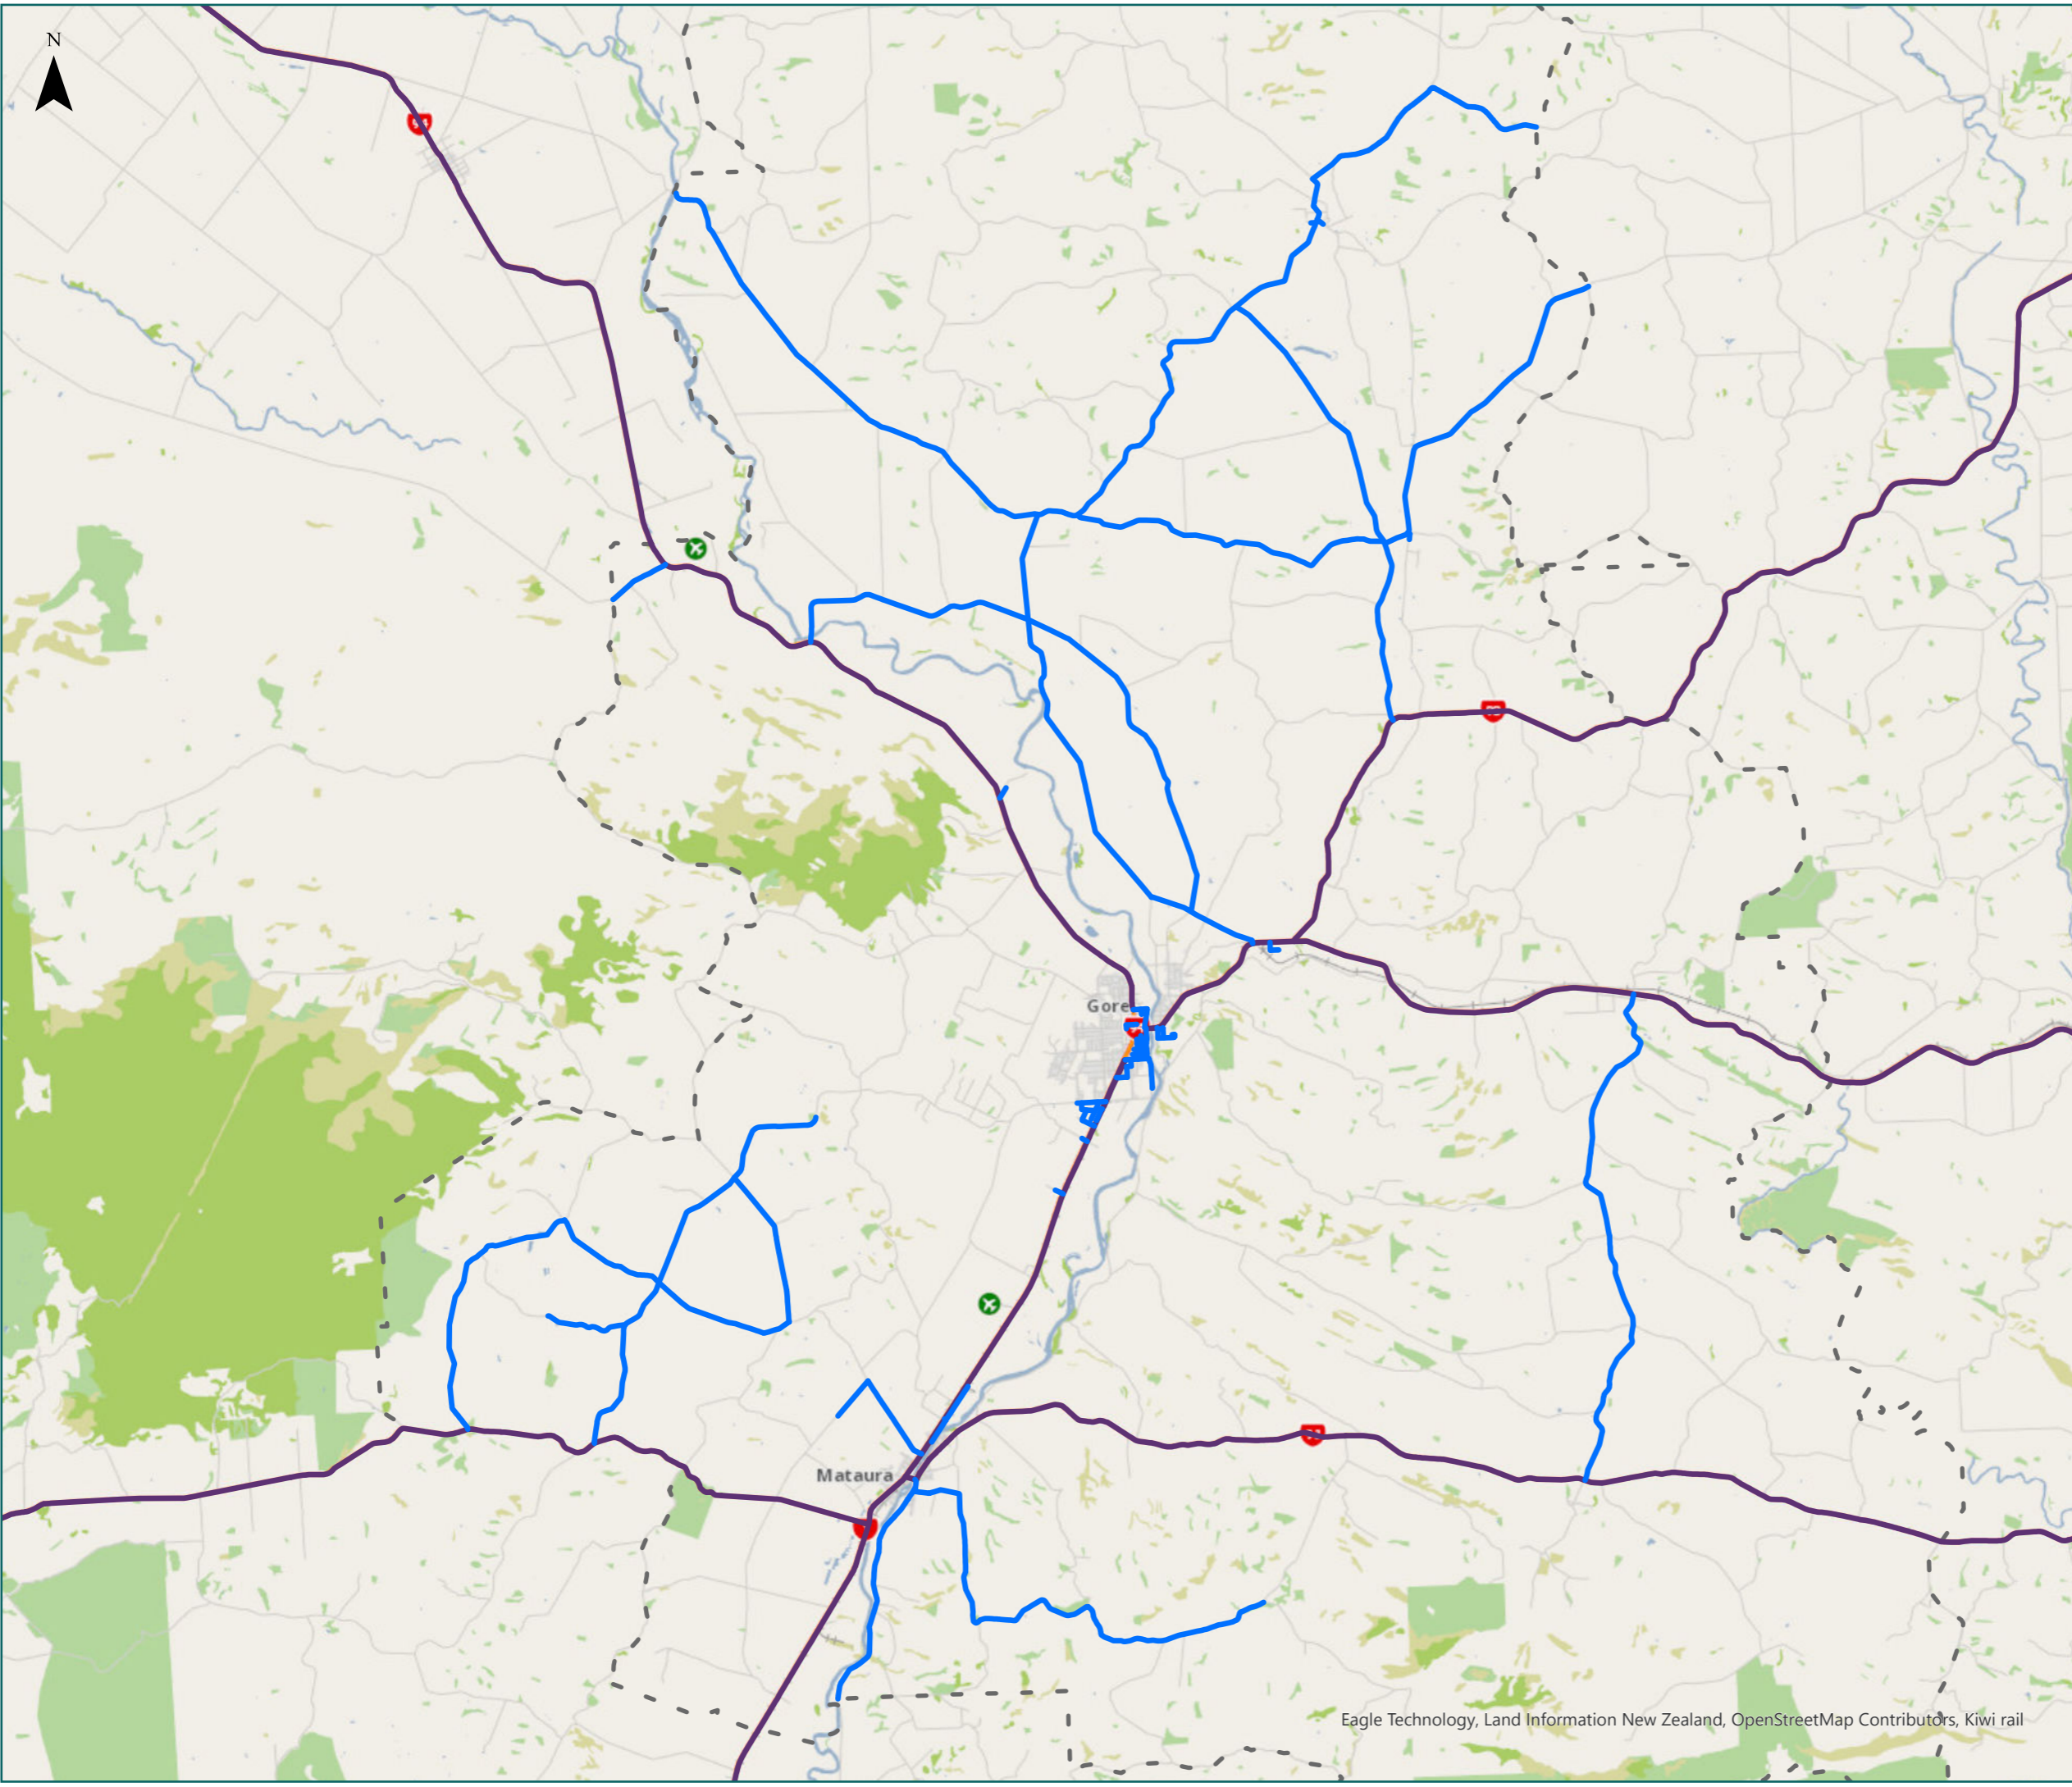 N
Gore
Mataura
Eagle Technology, Land Information New Zealand, OpenStreetMap Contributors, Kiwi rail